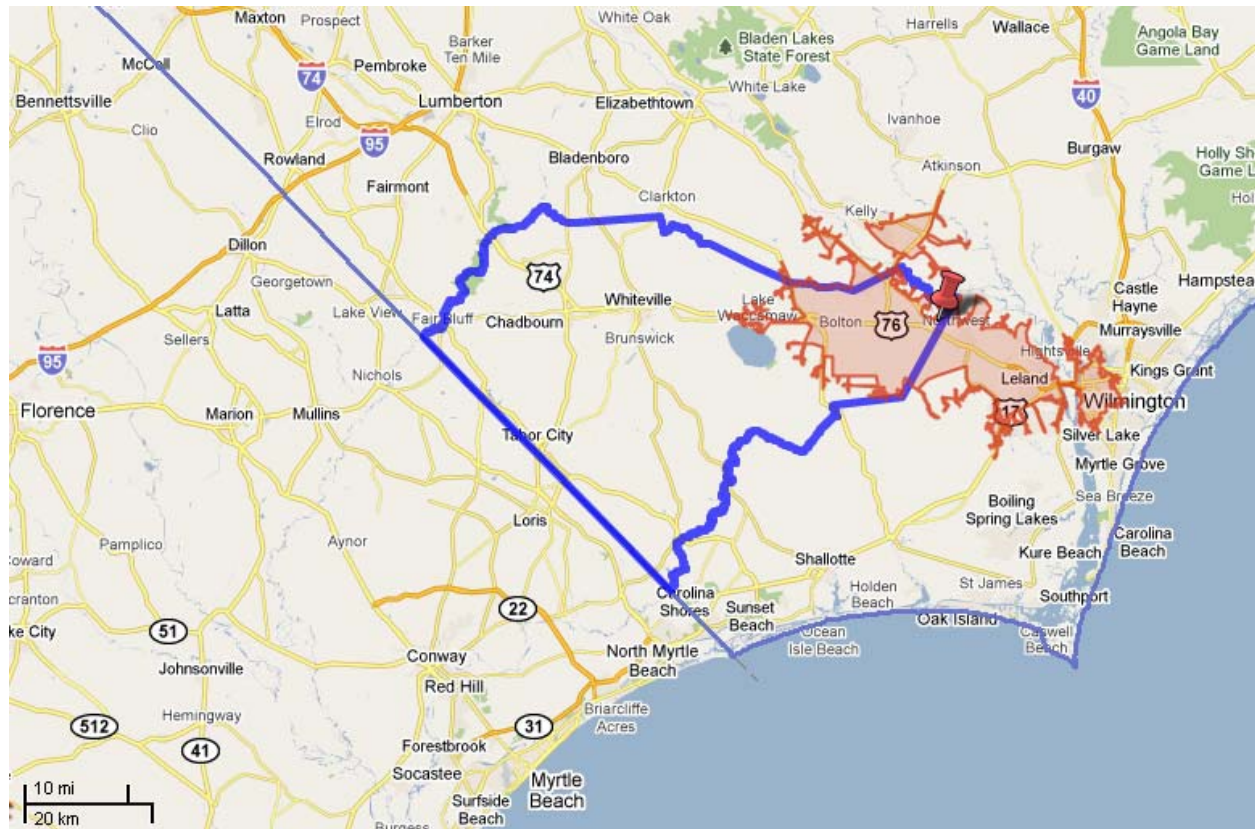 Maxton
Prospect
White Oak
Harrells
Wallace
Angola Bay
Game Land
McColl
74
Pembroke
Barker
Ten Mile
Bladen Lakes
State Forest
White Lake
40
Bennettsville
Clio
Elrod
Lumberton
Elizabethtown
Ivanhoe
95
Rowland
Bladenboro
Atkinson
Burgaw
Fairmont
Clarkton
Kelly
Dillon
Georgetown
74
Hampstead
Latta
Lake View
Fair Bluff
Whiteville
Lake
Waccamaw
Castle
Hayne
Sellers
Chadbourn
Brunswick
Bolton
76
Northwest
Murraysville
95
Nichols
Hightsville
Kings Grant
Florence
Marion
Mullins
Leland
Wilmington
17
Tabor City
Silver Lake
Myrtle Grove
Sea Breeze
Loris
Boiling
Spring Lakes
Carolina
Beach
Pamplico
Aynor
Kure Beach
Coward
Shallotte
St James
Holden
Beach
Southport
Carolina
Shores
Sunset
Beach
Oak Island
Caswell
Beach
22
51
Ocean
Isle Beach
Johnsonville
Conway
North Myrtle
Beach
Red Hill
Hemingway
Briarcliffe
Acres
512
41
31
Forestbrook
Socastee
Myrtle
Beach
Surfside
Beach
10 mi
20 km